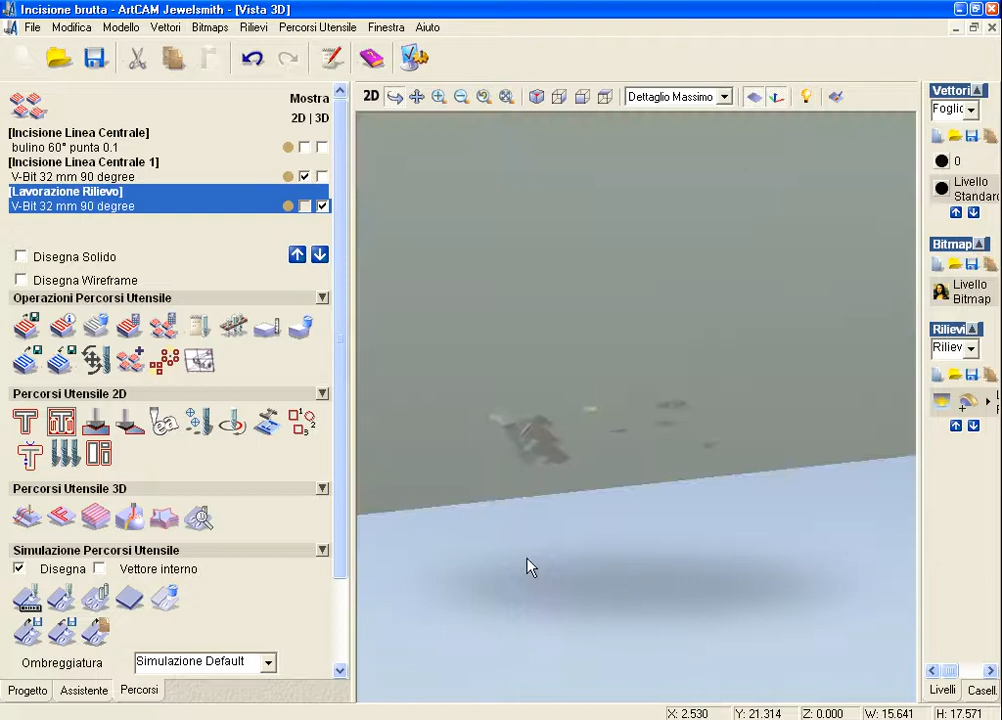 Incisione brutta - ArtCAM Jewelsmith - [Vista 3D]
File Modifica Modello Vettori Bitmaps Rilievi Percorsi Utensile Finestra Aiuto
Mostra
2D | 3D
[Incisione Linea Centrale]
bulino 60° punta 0.1
[Incisione Linea Centrale 1]
V-Bit 32 mm 90 degree
[Lavorazione Rilievo]
V-Bit 32 mm 90 degree
Disegna Solido
Disegna Wireframe
Operazioni Percorsi Utensile
Percorsi Utensile 2D
Percorsi Utensile 3D
Simulazione Percorsi Utensile
Disegna Vettore interno
Ombreggiatura Simulazione Default
Progetto Assistente Percorsi
2D Dettaglio Massimo
Vettori
Foglio
0
Livello
Standar
Bitmap
Livello
Bitmap
Rilievi
Riliev
Livelli Casell.
X: 2.530 Y: 21.314 Z: 0.000 W: 15.641 H: 17.571